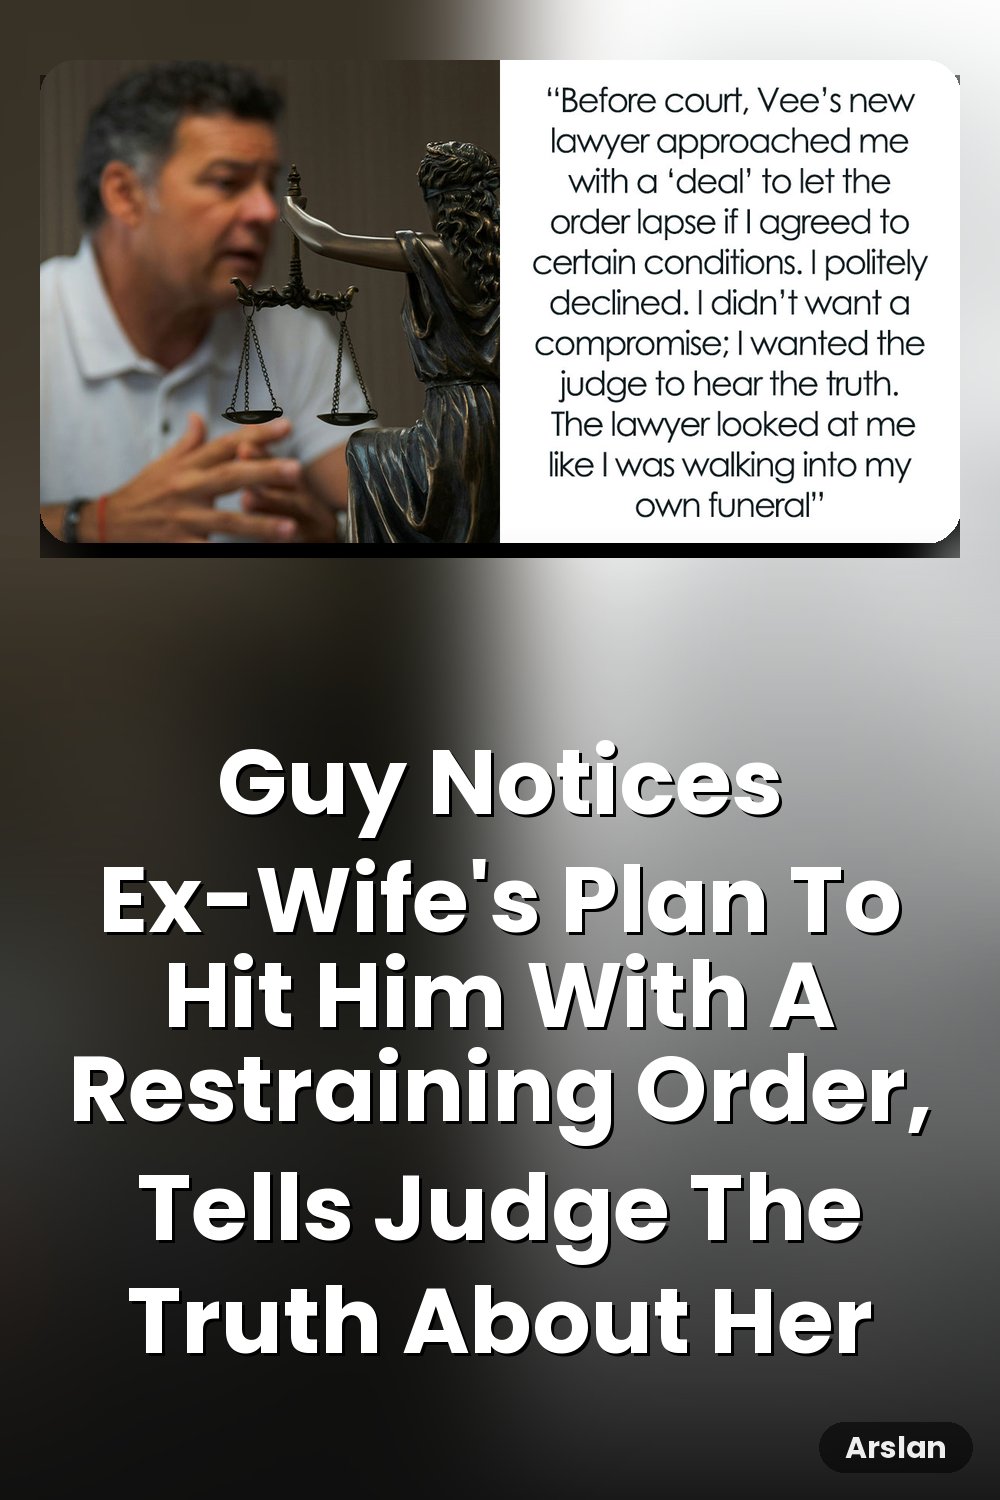 “Before court, Vee’s new
lawyer approached me
with a ‘deal’ to let the
order lapse if I agreed to
certain conditions. I politely
declined. I didn’t want a
compromise; I wanted the
judge to hear the truth.
The lawyer looked at me
like I was walking into my
own funeral”
Guy Notices
Ex-Wife's Plan To
Hit Him With A
Restraining Order,
Tells Judge The
Truth About Her
Arslan